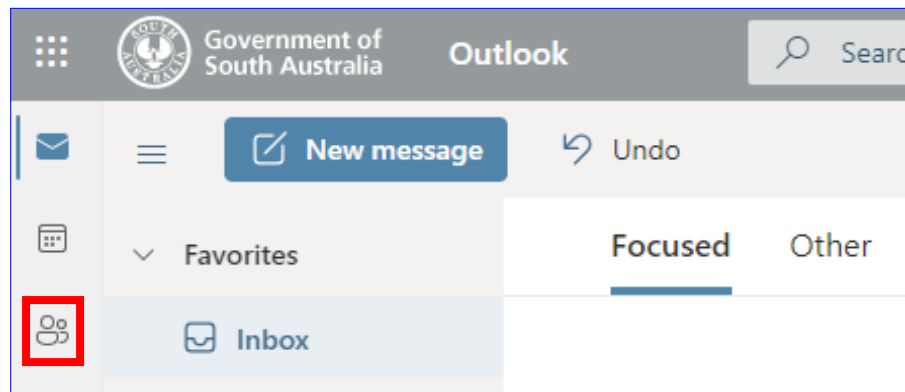 Government of
South Australia
Outlook
Searc
New message
Undo
Favorites
Focused
Other
Inbox